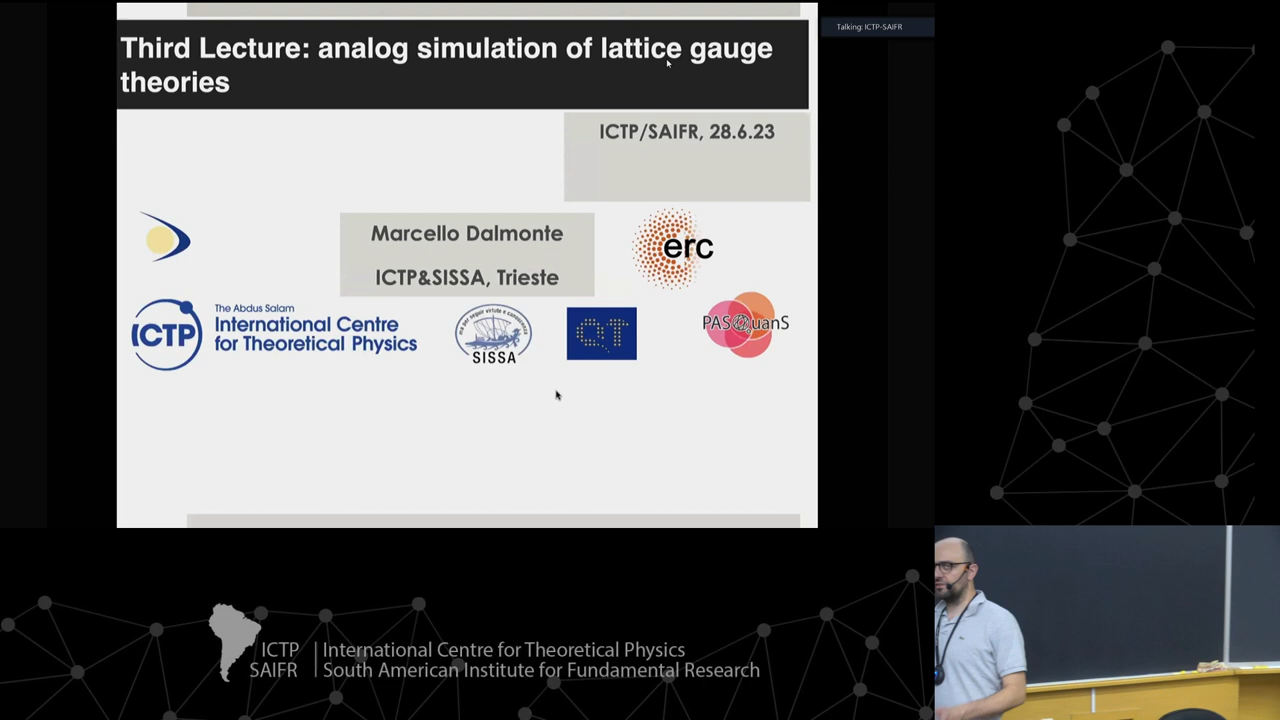 Talking: ICTP-SAIFR
Third Lecture: analog simulation of lattice gauge
theories
ICTP/SAIFR, 28.6.23
Marcello Dalmonte
ICTP&SISSA, Trieste
erc
ICTP
The Abdus Salam
International Centre
for Theoretical Physics
SISSA
QT
PASQuanS
ICTP
SAIFR
International Centre for Theoretical Physics
South American Institute for Fundamental Research